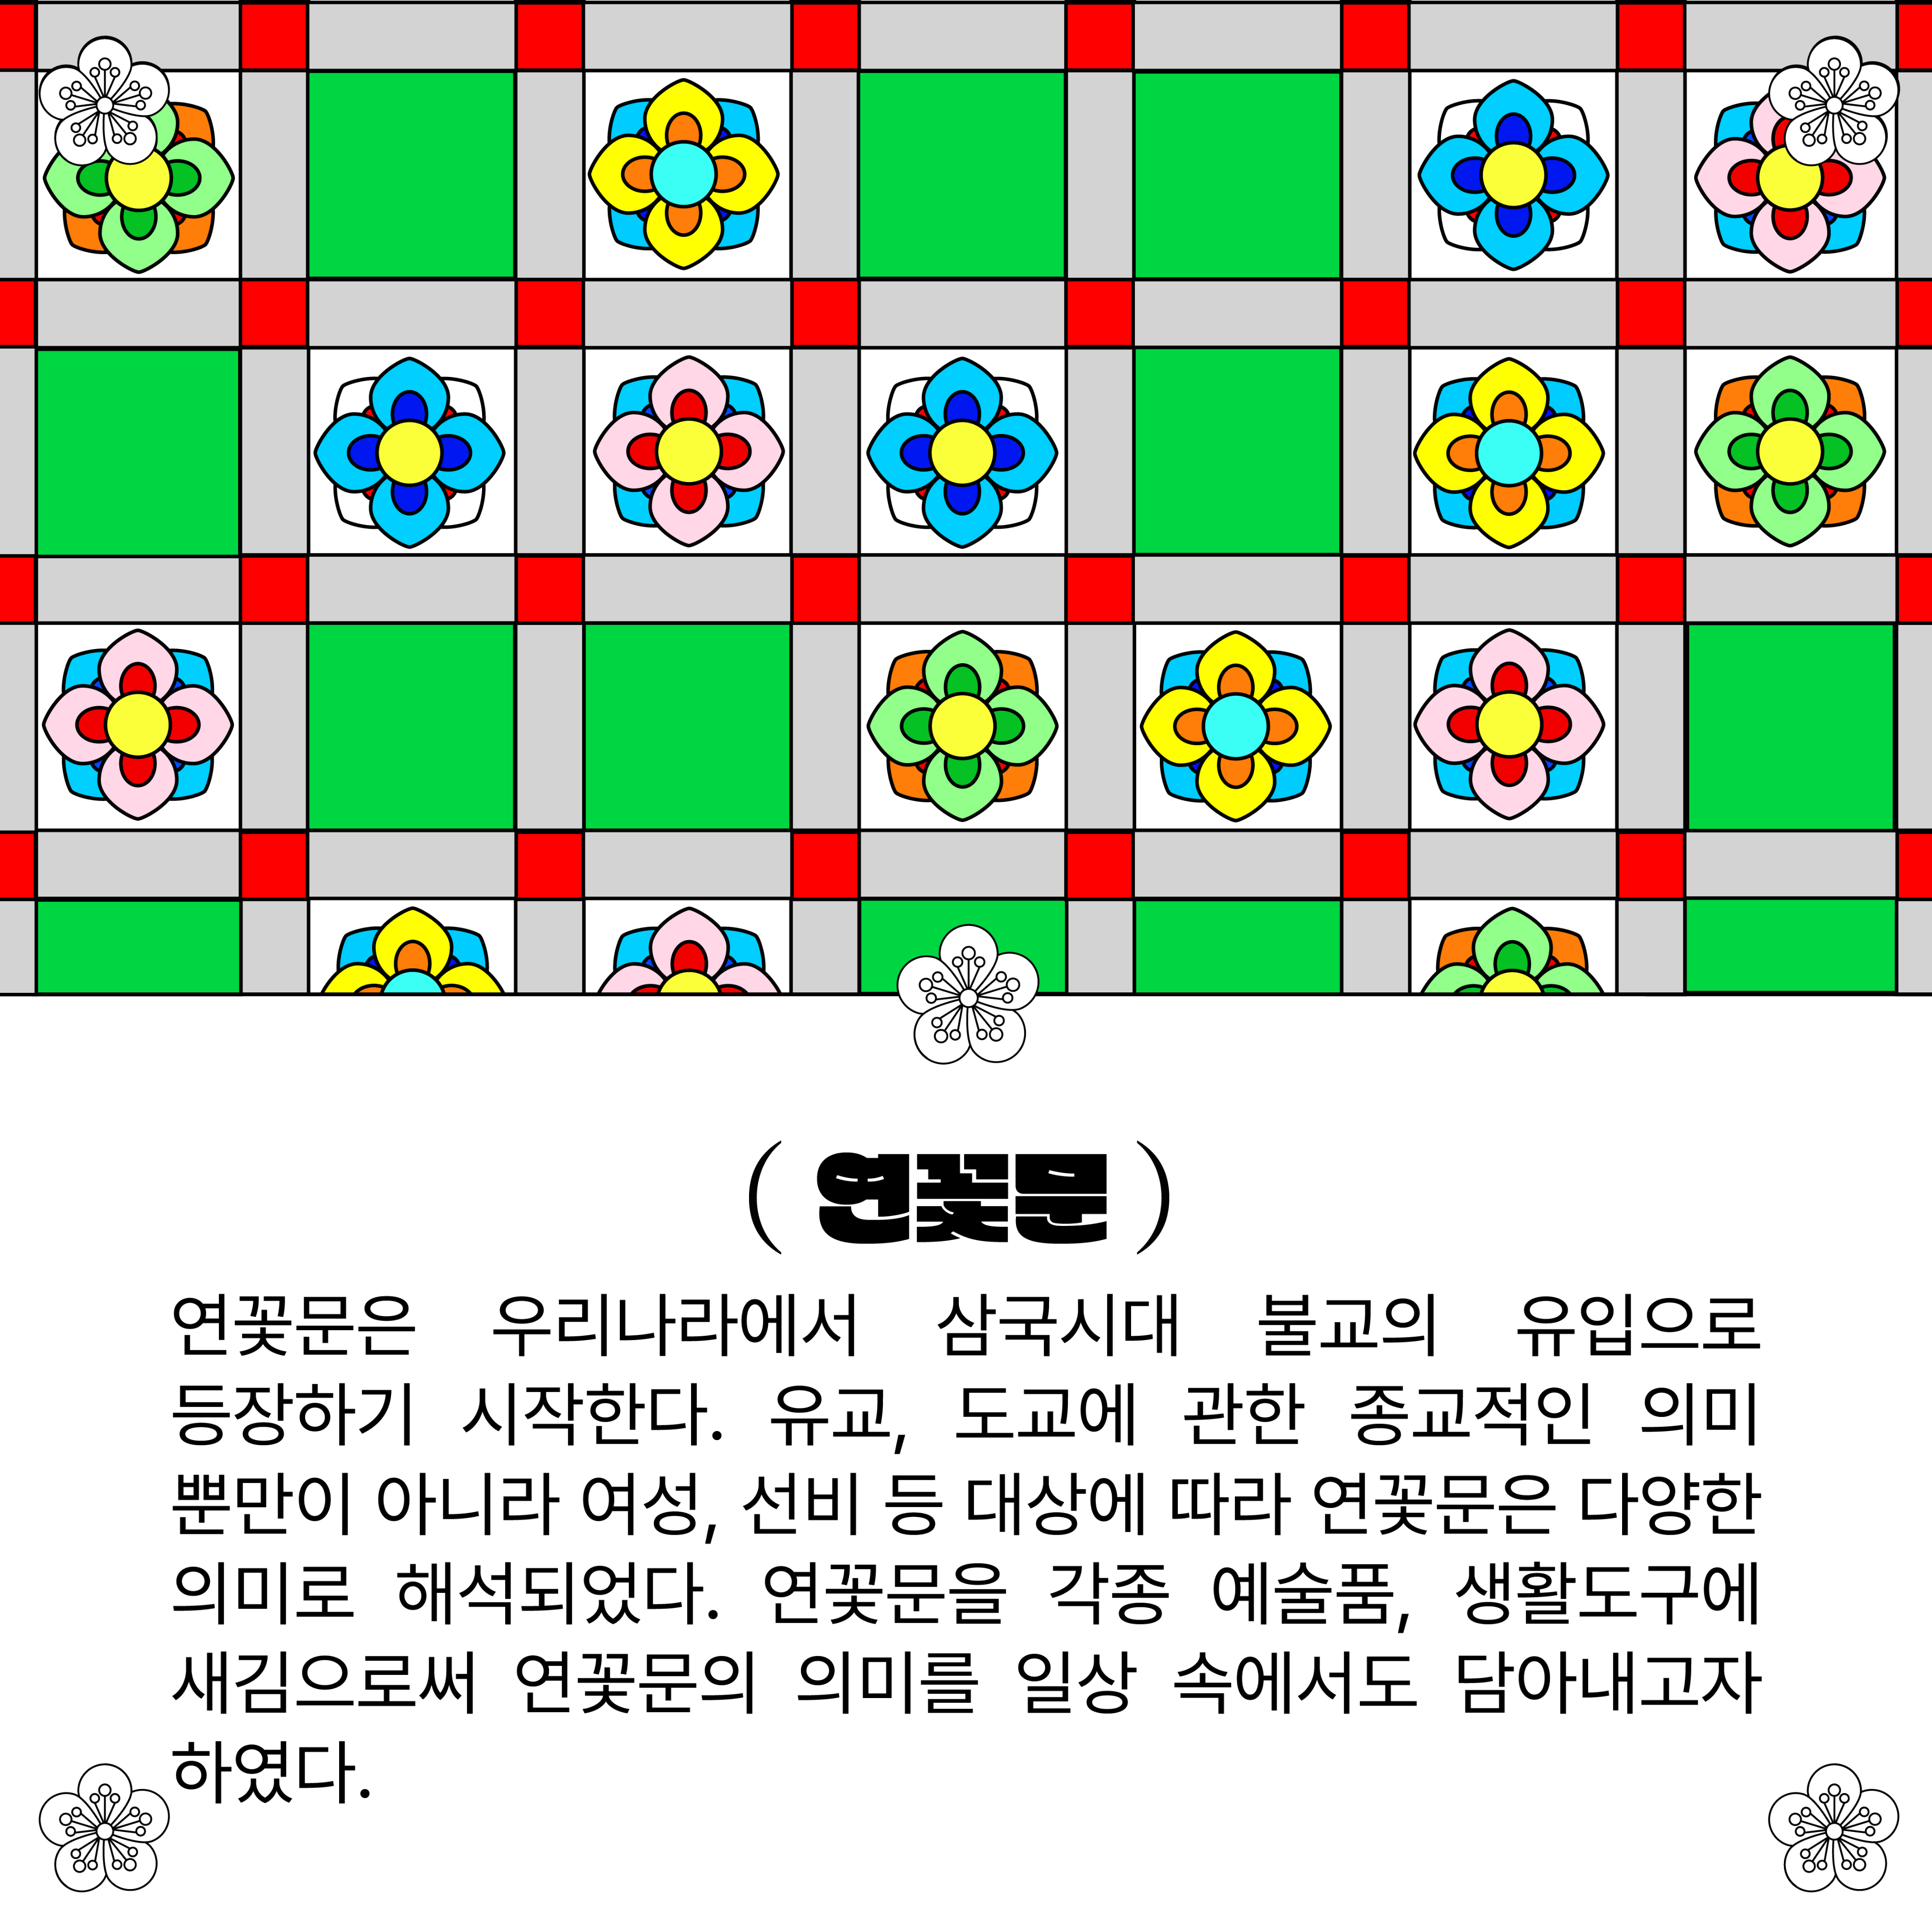 ( 연꽃문 )
연꽃문은 우리나라에서 삼국시대 불교의 유입으로
등장하기 시작한다. 유교, 도교에 관한 종교적인 의미
뿐만이 아니라 여성, 선비 등 대상에 따라 연꽃문은 다양한
의미로 해석되었다. 연꽃문을 각종 예술품, 생활도구에
새김으로써 연꽃문의 의미를 일상 속에서도 담아내고자
하였다.